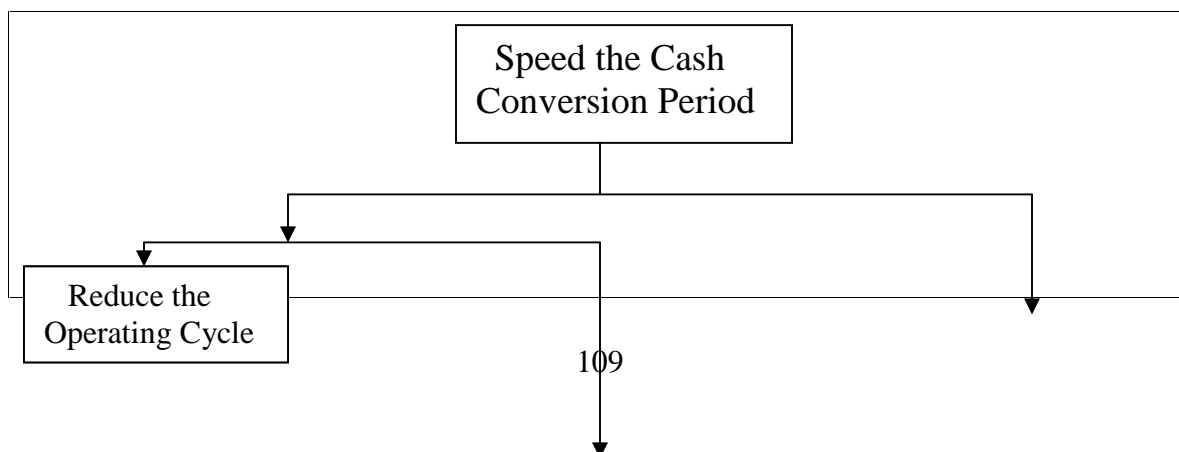 Speed the Cash
Conversion Period
Reduce the
Operating Cycle
109